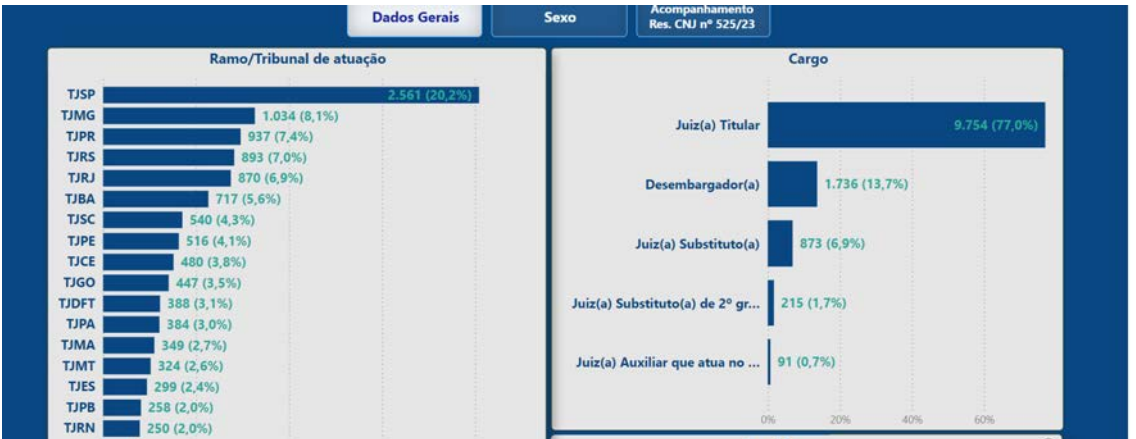 Dados Gerais
Sexo
Acompanhamento
Res. CNJ nº 525/23
Ramo/Tribunal de atuação
TJSP 2.561 (20,2%)
TJMG 1.034 (8,1%)
TJPR 937 (7,4%)
TJRS 893 (7,0%)
TJRJ 870 (6,9%)
TJBA 717 (5,6%)
TJSC 540 (4,3%)
TJPE 516 (4,1%)
TJCE 480 (3,8%)
TJGO 447 (3,5%)
TJDFT 388 (3,1%)
TJPA 384 (3,0%)
TJMA 349 (2,7%)
TJMT 324 (2,6%)
TJES 299 (2,4%)
TJPB 258 (2,0%)
TJRN 250 (2,0%)
Cargo
Juiz(a) Titular 9.754 (77,0%)
Desembargador(a) 1.736 (13,7%)
Juiz(a) Substituto(a) 873 (6,9%)
Juiz(a) Substituto(a) de 2º gr... 215 (1,7%)
Juiz(a) Auxiliar que atua no ... 91 (0,7%)
0% 20% 40% 60%